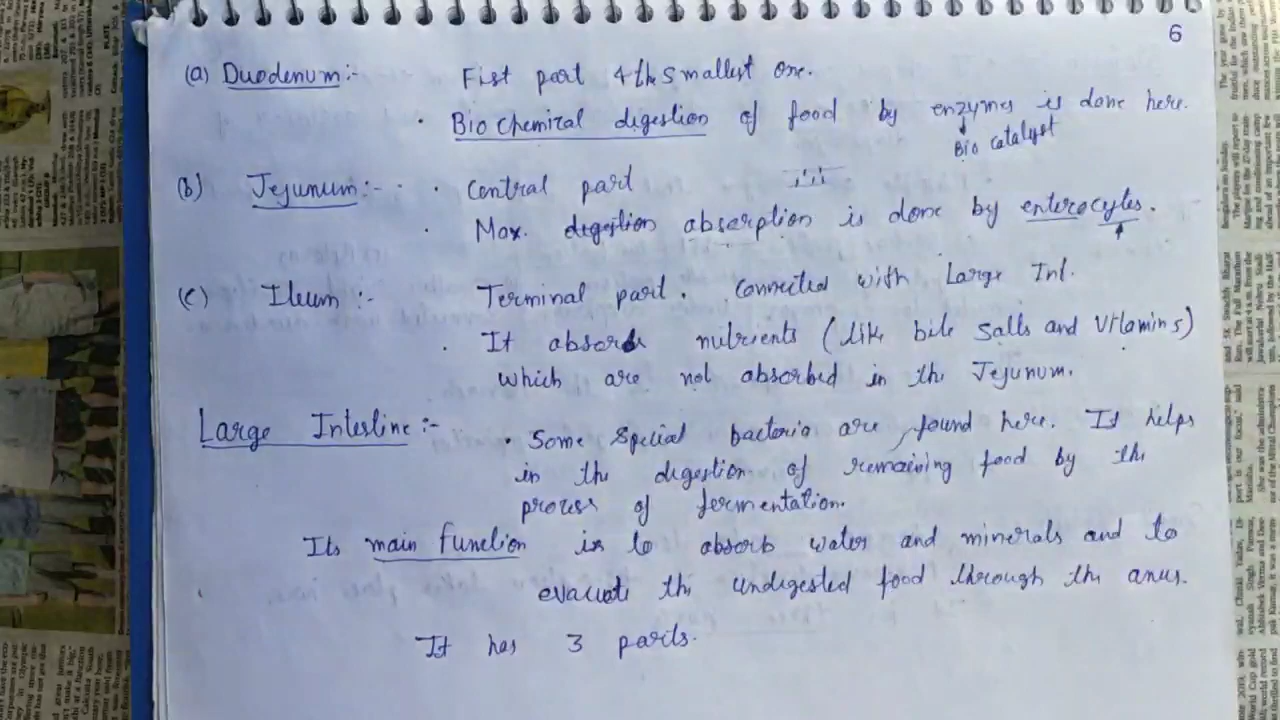 6
(a) Duodenum:- Fist part & the smallest one.
• Bio Chemical digestion of food by enzymes is done here.
Bio catalyst
(b) Jejunum:- • Central part
• Max. digestion absorption is done by enterocytes.
(c) Ileum :- Terminal part. Connected with Large Int.
• It absorb nutrients (like bile salts and vitamins)
which are not absorbed in the Jejunum.
Large Intestine :-
• Some special bacteria are found here. It helps
in the digestion of remaining food by the
process of fermentation.
Its main function is to absorb water and minerals and to
evacuate the undigested food through the anus.
It has 3 parts.